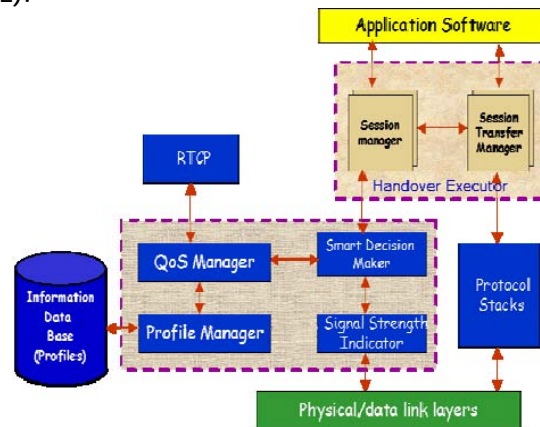 Application Software
Session
manager
Session
Transfer
Manager
Handover Executor
RTCP
QoS Manager
Smart Decision
Maker
Information
Data
Base
(Profiles)
Profile Manager
Signal Strength
Indicator
Protocol
Stacks
Physical/data link layers